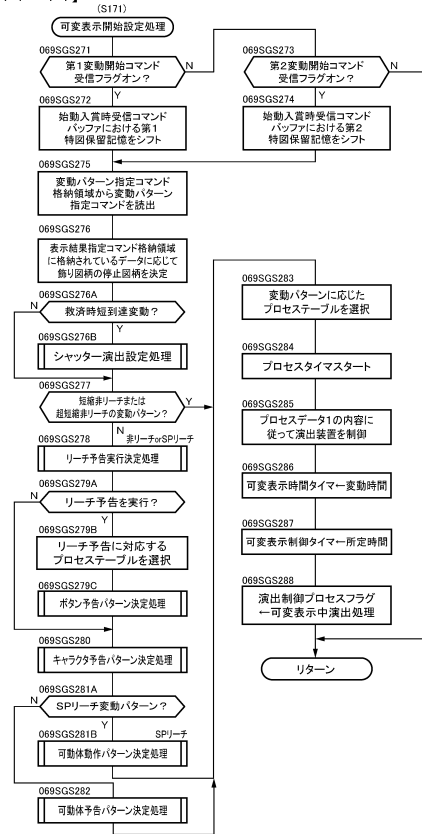 (S171)
可変表示開始設定処理
069SGS271
第1変動開始コマンド
受信フラグオン？
N
Y
069SGS273
第2変動開始コマンド
受信フラグオン？
N
Y
069SGS272
始動入賞時受信コマンド
バッファにおける第1
特図保留記憶をシフト
069SGS274
始動入賞時受信コマンド
バッファにおける第2
特図保留記憶をシフト
069SGS275
変動パターン指定コマンド
格納領域から変動パターン
指定コマンドを読出
069SGS276
表示結果指定コマンド格納領域
に格納されているデータに応じて
飾り図柄の停止図柄を決定
069SGS276A
N
救済時短到達変動？
Y
069SGS276B
シャッター演出設定処理
069SGS277
短縮非リーチまたは
超短縮非リーチの変動パターン？
Y
N
非リーチorSPリーチ
069SGS278
リーチ予告実行決定処理
069SGS279A
N
リーチ予告を実行？
Y
069SGS279B
リーチ予告に対応する
プロセステーブルを選択
069SGS279C
ボタン予告パターン決定処理
069SGS280
キャラクタ予告パターン決定処理
069SGS281A
N
SPリーチ変動パターン？
Y
069SGS281B
SPリーチ
可動体動作パターン決定処理
069SGS282
可動体予告パターン決定処理
069SGS283
変動パターンに応じた
プロセステーブルを選択
069SGS284
プロセスタイマスタート
069SGS285
プロセスデータ1の内容に
従って演出装置を制御
069SGS286
可変表示時間タイマ←変動時間
069SGS287
可変表示制御タイマ←所定時間
069SGS288
演出制御プロセスフラグ
←可変表示中演出処理
リターン